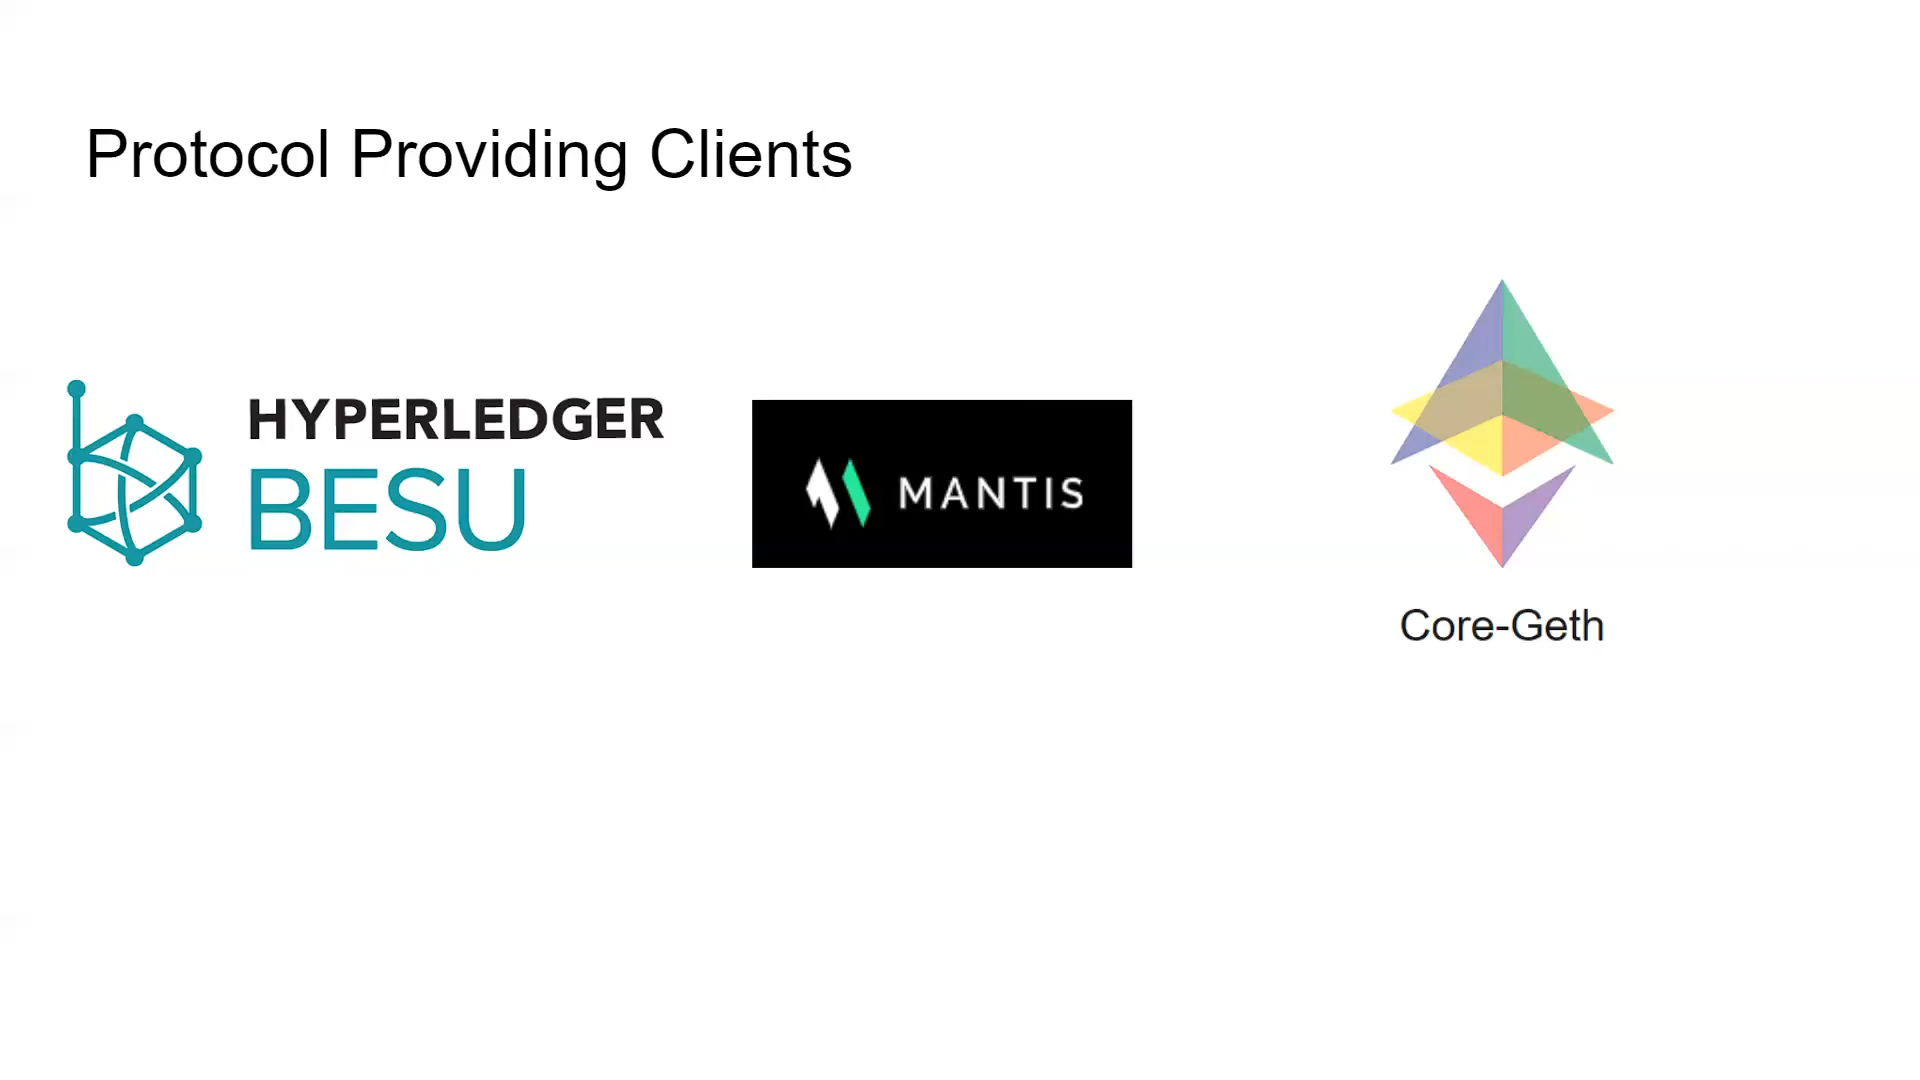 Protocol Providing Clients
HYPERLEDGER
BESU
MANTIS
Core-Geth